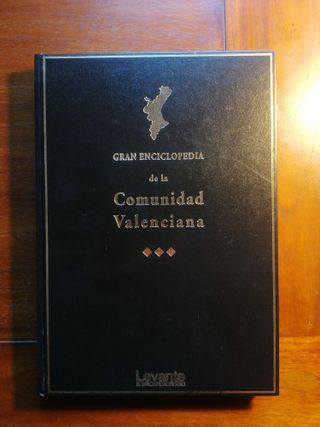 GRAN ENCICLOPEDIA
de la
Comunidad
Valenciana
Levante